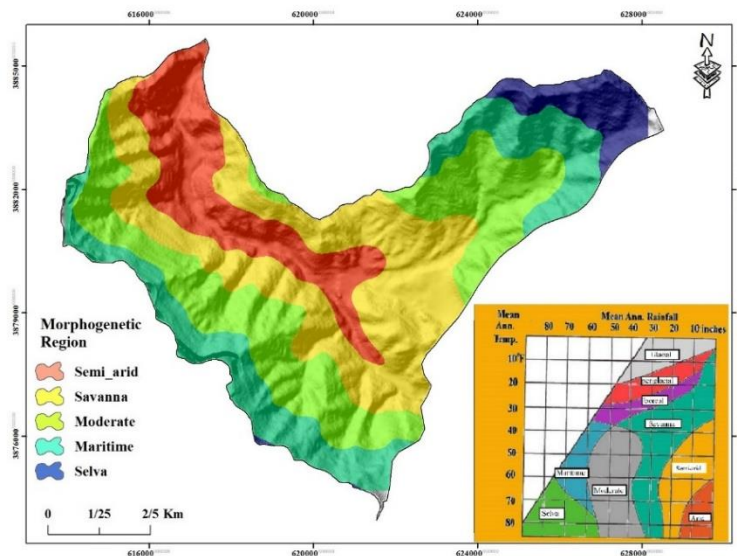 616000
620000
624000
628000
N
3885000
3882000
3879000
3876000
Morphogenetic
Region
Semi_arid
Savanna
Moderate
Maritime
Selva
0
1/25
2/5 Km
616000
620000
624000
628000
Mean
Ann.
Temp.
Mean Ann. Rainfall
80 70 60 50 40 30 20 10 inches
10°F
20
30
40
50
60
70
80
boreal
Savanna
Maritime
Moderate
Selva